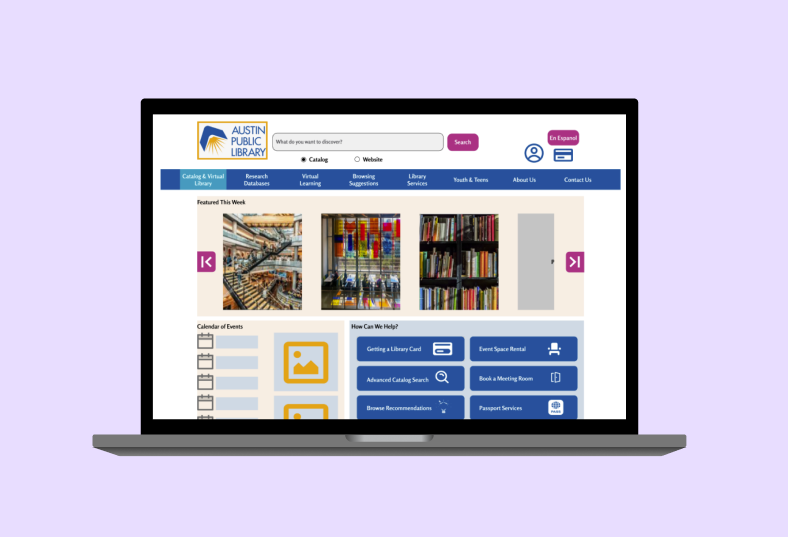 AUSTIN
PUBLIC
LIBRARY
What do you want to discover?
Search
En Espanol
Catalog
Website
Catalog & Virtual
Library
Research
Databases
Virtual
Learning
Browsing
Suggestions
Library
Services
Youth & Teens
About Us
Contact Us
Featured This Week
P
Calendar of Events
How Can We Help?
Getting a Library Card
Event Space Rental
Advanced Catalog Search
Book a Meeting Room
Browse Recommendations
Passport Services